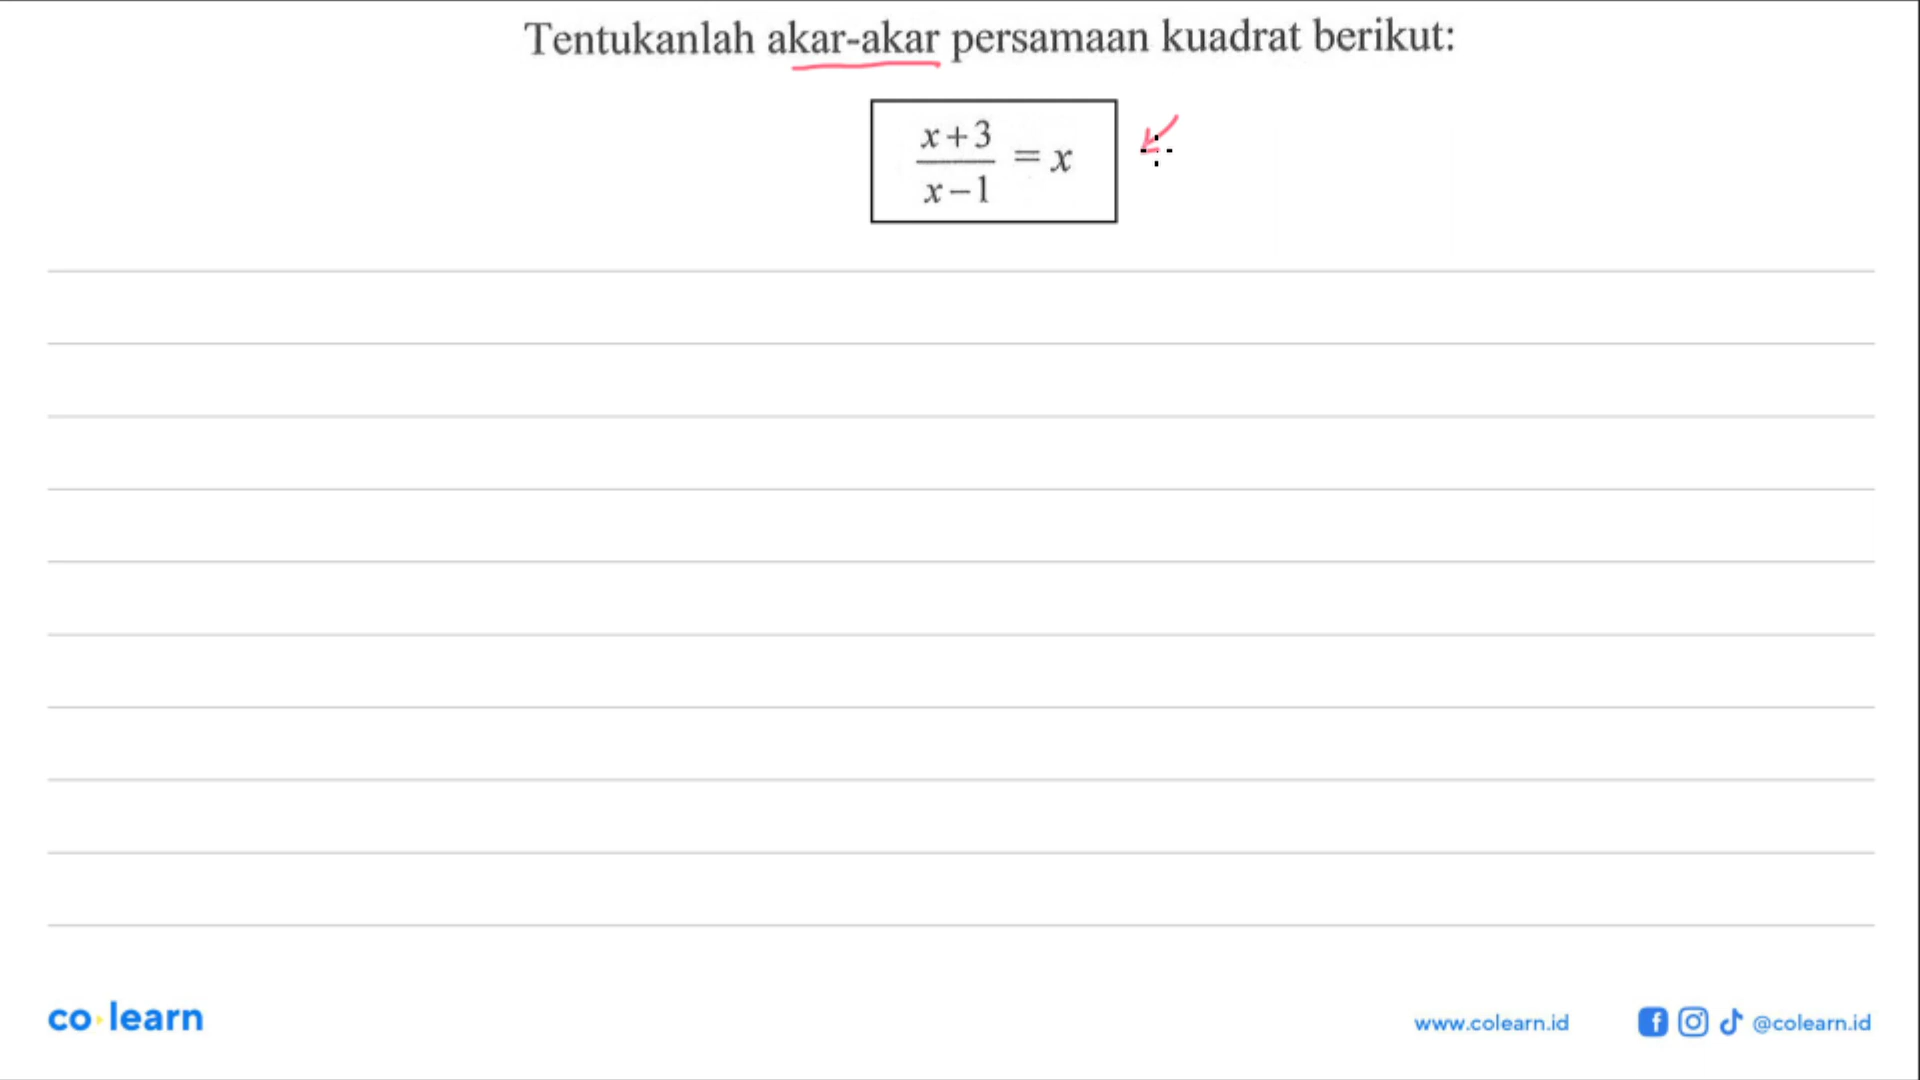 Tentukanlah akar-akar persamaan kuadrat berikut:
x+3
x−1
= x
co learn
www.colearn.id
@colearn.id